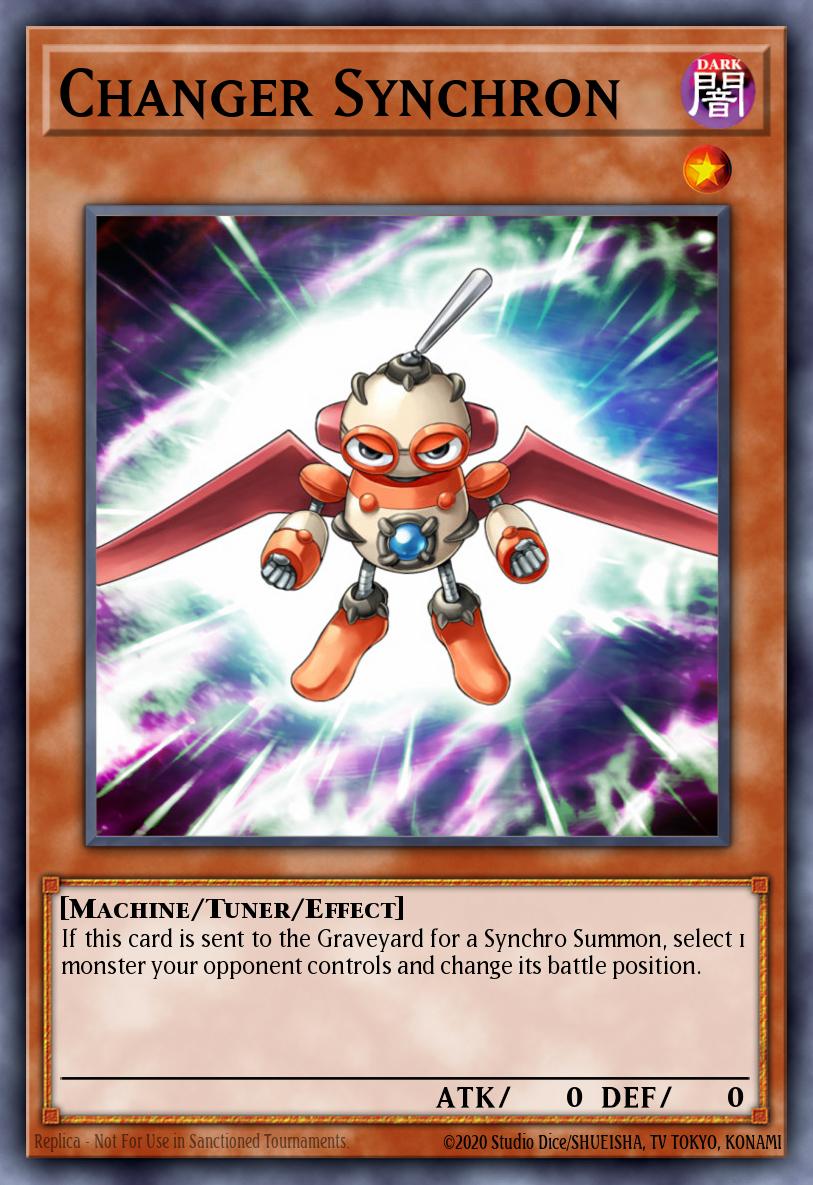 Changer Synchron
DARK
闇
[Machine/Tuner/Effect]
If this card is sent to the Graveyard for a Synchro Summon, select 1
monster your opponent controls and change its battle position.
ATK/ 0 DEF/ 0
Replica - Not For Use in Sanctioned Tournaments.
©2020 Studio Dice/SHUEISHA, TV TOKYO, KONAMI